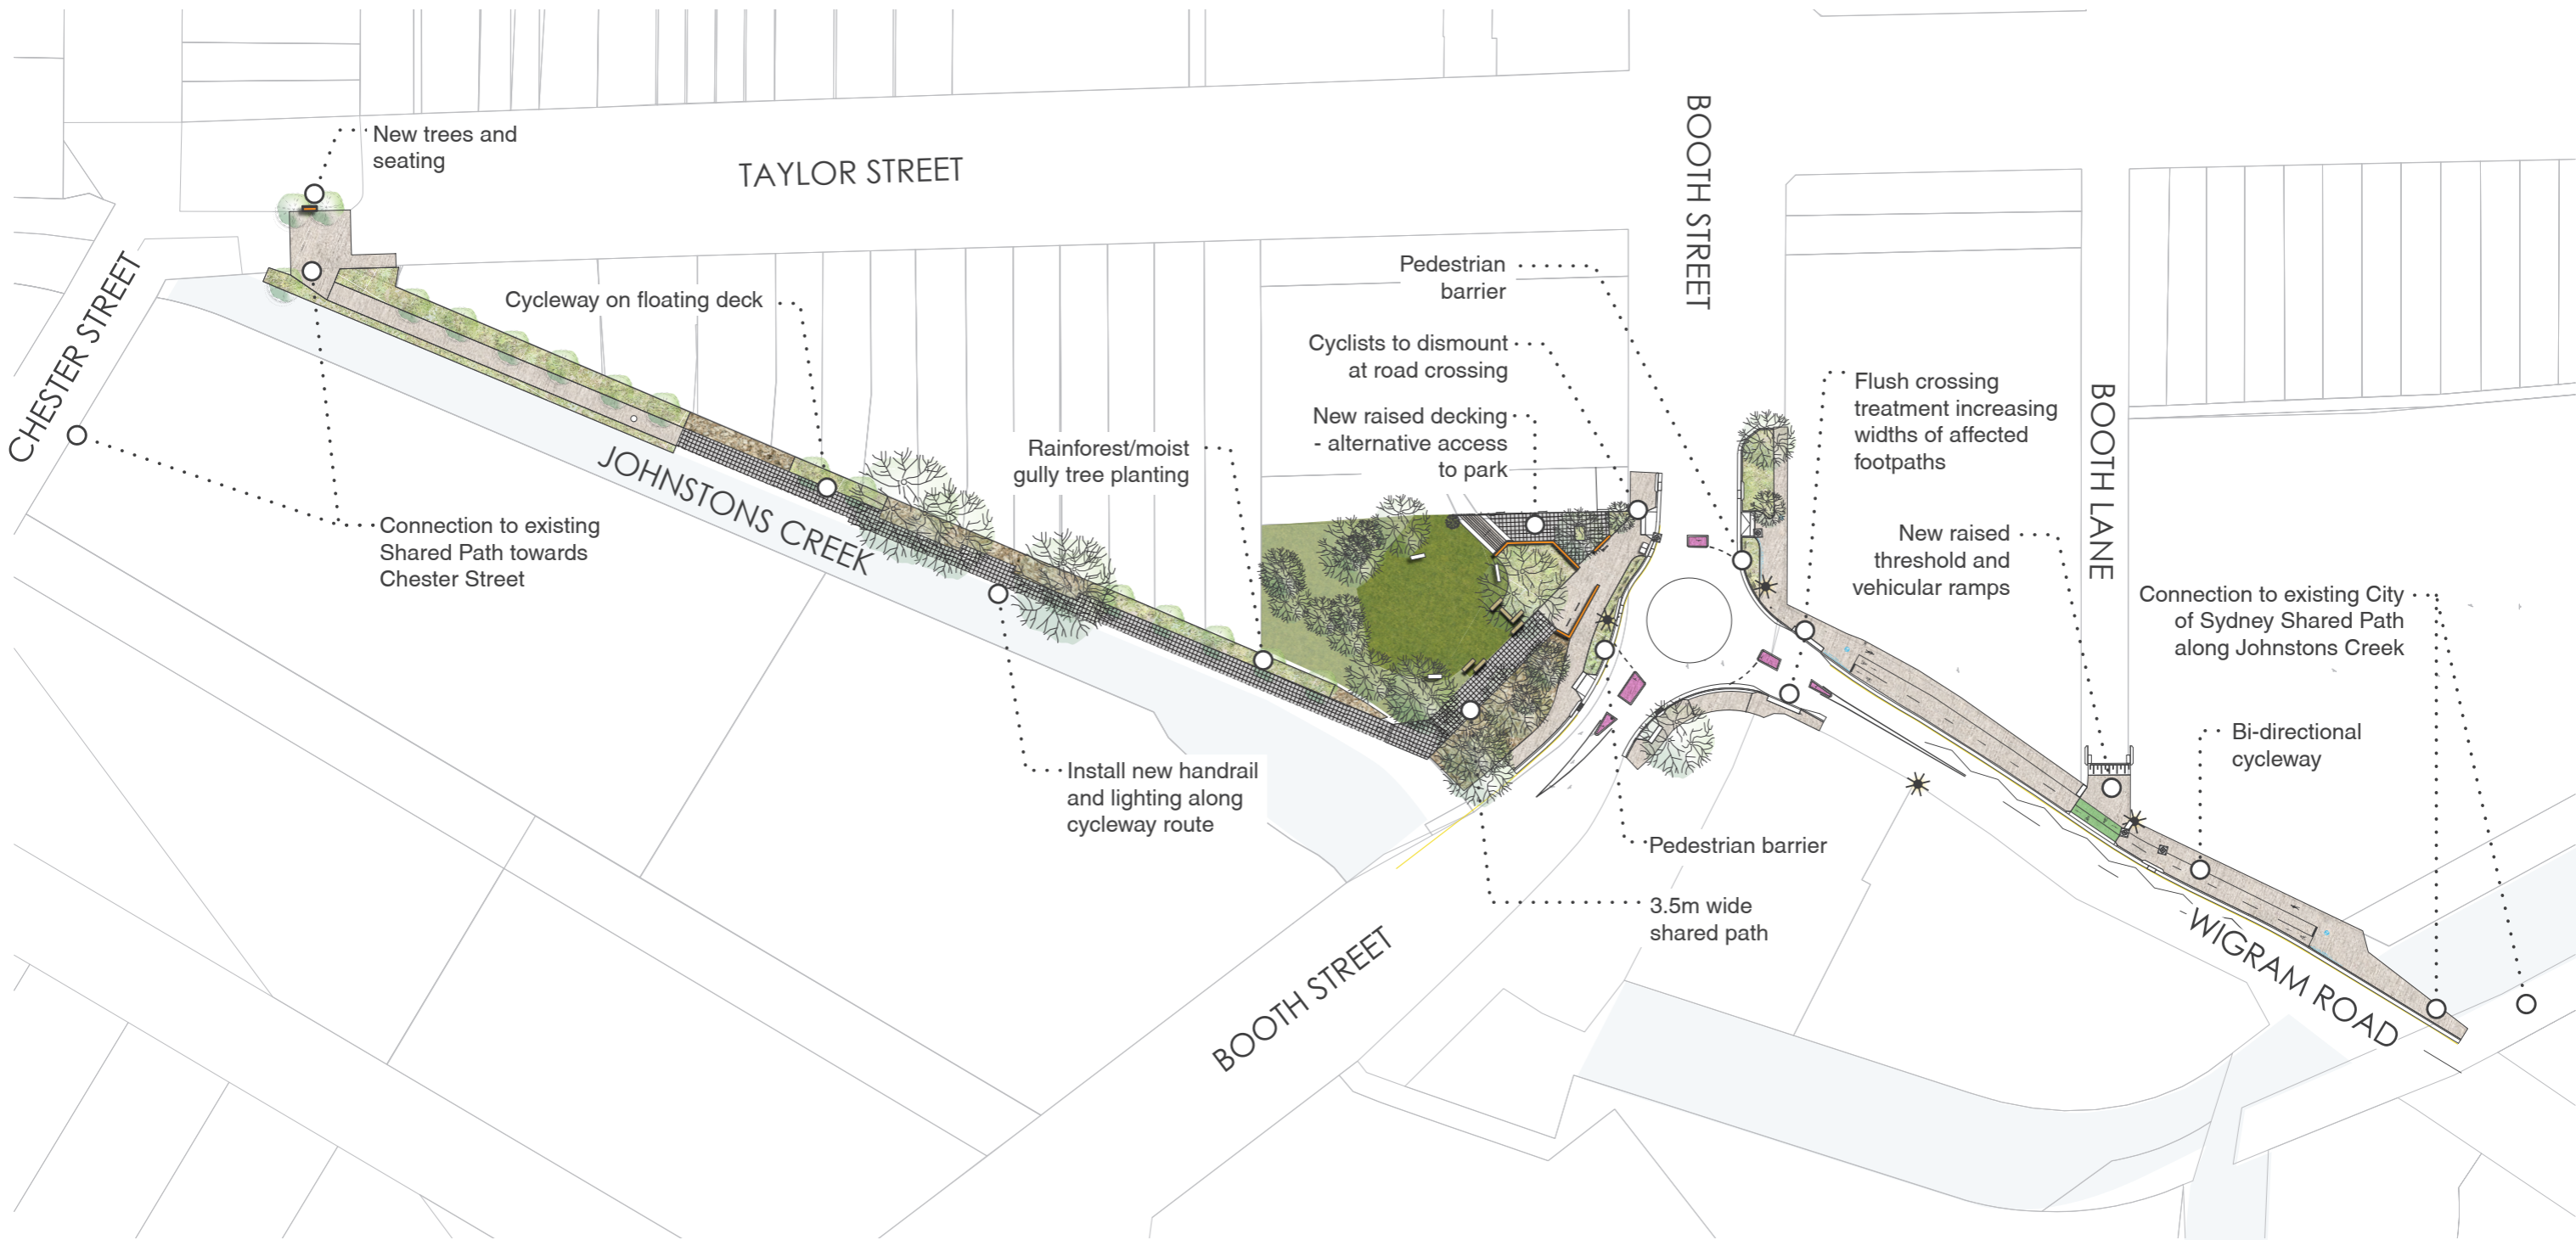 New trees and
seating
TAYLOR STREET
BOOTH STREET
CHESTER STREET
Cycleway on floating deck
Pedestrian
barrier
Cyclists to dismount
at road crossing
New raised decking
- alternative access
to park
Rainforest/moist
gully tree planting
Flush crossing
treatment increasing
widths of affected
footpaths
BOOTH LANE
JOHNSTONS CREEK
Connection to existing
Shared Path towards
Chester Street
New raised
threshold and
vehicular ramps
Connection to existing City
of Sydney Shared Path
along Johnstons Creek
Bi-directional
cycleway
Install new handrail
and lighting along
cycleway route
Pedestrian barrier
3.5m wide
shared path
BOOTH STREET
WIGRAM ROAD